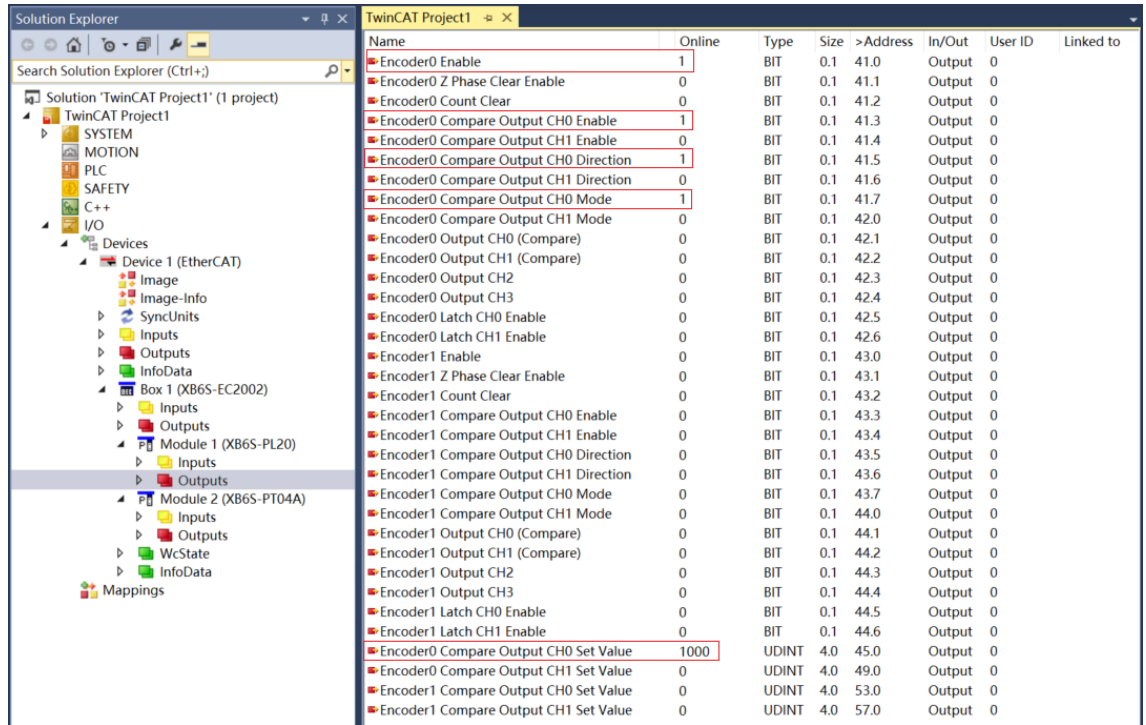 Solution Explorer
Search Solution Explorer (Ctrl+;)
Solution 'TwinCAT Project1' (1 project)
TwinCAT Project1
SYSTEM
MOTION
PLC
SAFETY
C++
I/O
Devices
Device 1 (EtherCAT)
Image
Image-Info
SyncUnits
Inputs
Outputs
InfoData
Box 1 (XB6S-EC2002)
Inputs
Outputs
Module 1 (XB6S-PL20)
Inputs
Outputs
Module 2 (XB6S-PT04A)
Inputs
Outputs
WcState
InfoData
Mappings
TwinCAT Project1
Name Online Type Size >Address In/Out User ID Linked to
Encoder0 Enable 1 BIT 0.1 41.0 Output 0
Encoder0 Z Phase Clear Enable 0 BIT 0.1 41.1 Output 0
Encoder0 Count Clear 0 BIT 0.1 41.2 Output 0
Encoder0 Compare Output CH0 Enable 1 BIT 0.1 41.3 Output 0
Encoder0 Compare Output CH1 Enable 0 BIT 0.1 41.4 Output 0
Encoder0 Compare Output CH0 Direction 1 BIT 0.1 41.5 Output 0
Encoder0 Compare Output CH1 Direction 0 BIT 0.1 41.6 Output 0
Encoder0 Compare Output CH0 Mode 1 BIT 0.1 41.7 Output 0
Encoder0 Compare Output CH1 Mode 0 BIT 0.1 42.0 Output 0
Encoder0 Output CH0 (Compare) 0 BIT 0.1 42.1 Output 0
Encoder0 Output CH1 (Compare) 0 BIT 0.1 42.2 Output 0
Encoder0 Output CH2 0 BIT 0.1 42.3 Output 0
Encoder0 Output CH3 0 BIT 0.1 42.4 Output 0
Encoder0 Latch CH0 Enable 0 BIT 0.1 42.5 Output 0
Encoder0 Latch CH1 Enable 0 BIT 0.1 42.6 Output 0
Encoder1 Enable 0 BIT 0.1 43.0 Output 0
Encoder1 Z Phase Clear Enable 0 BIT 0.1 43.1 Output 0
Encoder1 Count Clear 0 BIT 0.1 43.2 Output 0
Encoder1 Compare Output CH0 Enable 0 BIT 0.1 43.3 Output 0
Encoder1 Compare Output CH1 Enable 0 BIT 0.1 43.4 Output 0
Encoder1 Compare Output CH0 Direction 0 BIT 0.1 43.5 Output 0
Encoder1 Compare Output CH1 Direction 0 BIT 0.1 43.6 Output 0
Encoder1 Compare Output CH0 Mode 0 BIT 0.1 43.7 Output 0
Encoder1 Compare Output CH1 Mode 0 BIT 0.1 44.0 Output 0
Encoder1 Output CH0 (Compare) 0 BIT 0.1 44.1 Output 0
Encoder1 Output CH1 (Compare) 0 BIT 0.1 44.2 Output 0
Encoder1 Output CH2 0 BIT 0.1 44.3 Output 0
Encoder1 Output CH3 0 BIT 0.1 44.4 Output 0
Encoder1 Latch CH0 Enable 0 BIT 0.1 44.5 Output 0
Encoder1 Latch CH1 Enable 0 BIT 0.1 44.6 Output 0
Encoder0 Compare Output CH0 Set Value 1000 UDINT 4.0 45.0 Output 0
Encoder0 Compare Output CH1 Set Value 0 UDINT 4.0 49.0 Output 0
Encoder1 Compare Output CH0 Set Value 0 UDINT 4.0 53.0 Output 0
Encoder1 Compare Output CH1 Set Value 0 UDINT 4.0 57.0 Output 0